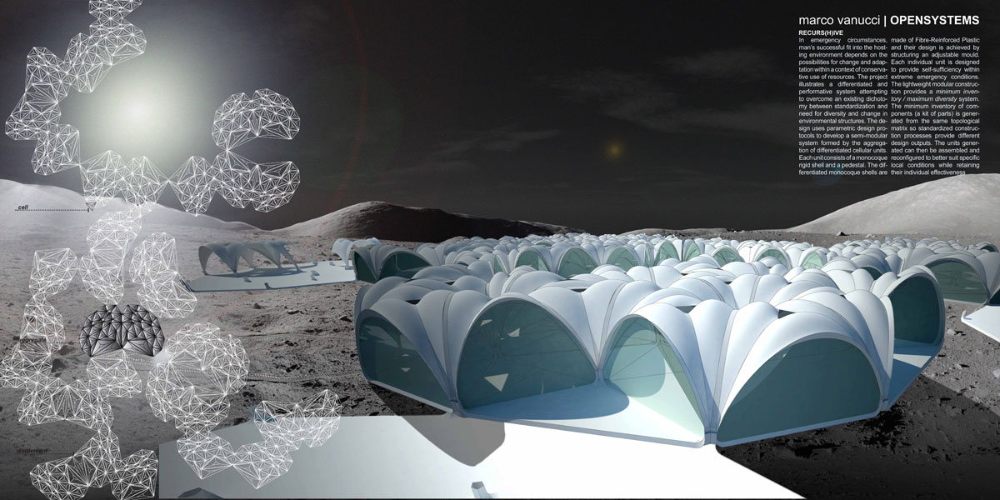 marco vanucci | OPENSYSTEMS
RECURS(H)IVE
In emergency circumstances,
man's successful fit into the host-
ing environment depends on the
possibilities for change and adap-
tation within a context of conserva-
tive use of resources. The project
illustrates a differentiated and
performative system attempting
to overcome an existing dichoto-
my between standardization and
need for diversity and change in
environmental structures. The de-
sign uses parametric design pro-
tocols to develop a semi-modular
system formed by the aggrega-
tion of differentiated cellular units.
Each unit consists of a monocoque
rigid shell and a pedestal. The dif-
ferentiated monocoque shells are
made of Fibre-Reinforced Plastic
and their design is achieved by
structuring an adjustable mould.
Each individual unit is designed
to provide self-sufficiency within
extreme emergency conditions.
The lightweight modular construc-
tion provides a minimum inven-
tory / maximum diversity system.
The minimum inventory of com-
ponents (a kit of parts) is gener-
ated from the same topological
matrix so standardized construc-
tion processes provide different
design outputs. The units gener-
ated can then be assembled and
reconfigured to better suit specific
local conditions while retaining
their individual effectiveness
cell
aggregate
settlement